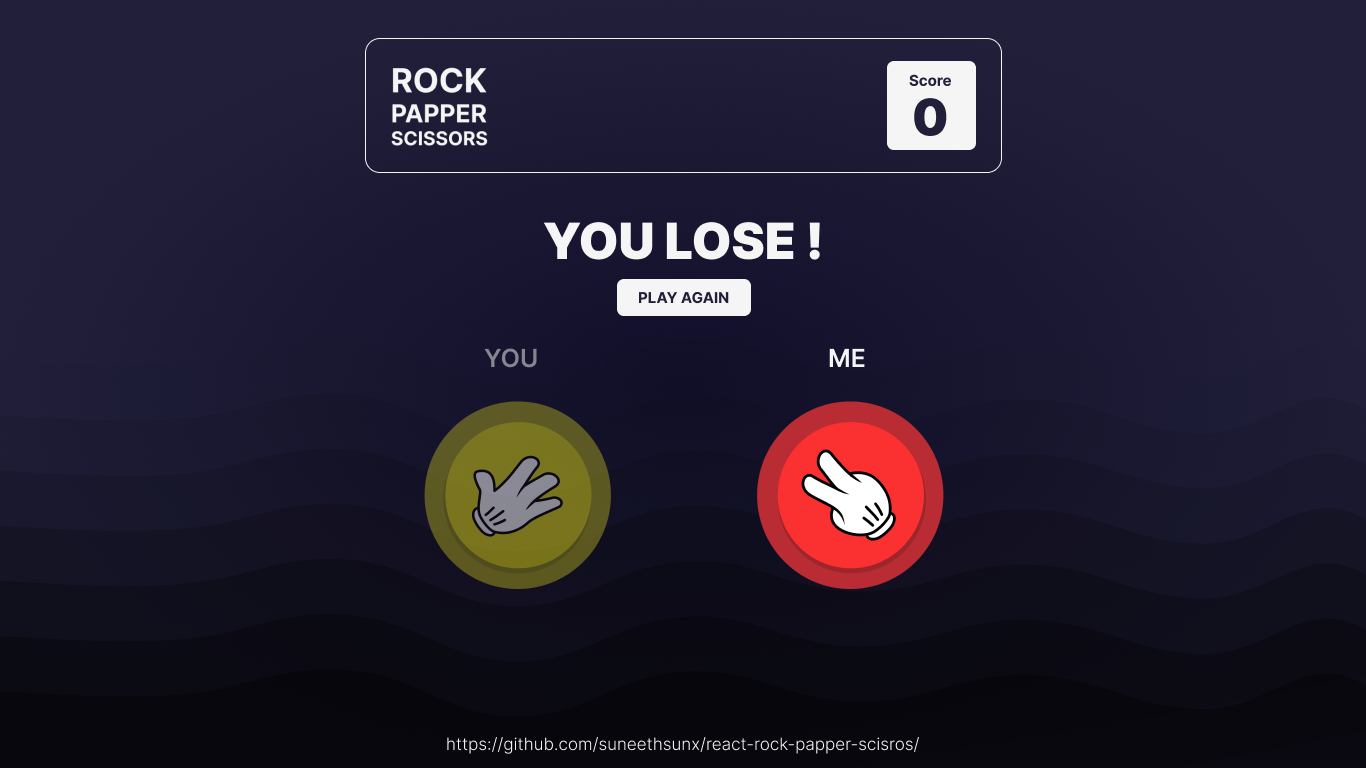 ROCK
PAPPER
SCISSORS
Score
0
YOU LOSE !
PLAY AGAIN
YOU
ME
https://github.com/suneethsunx/react-rock-papper-scisros/